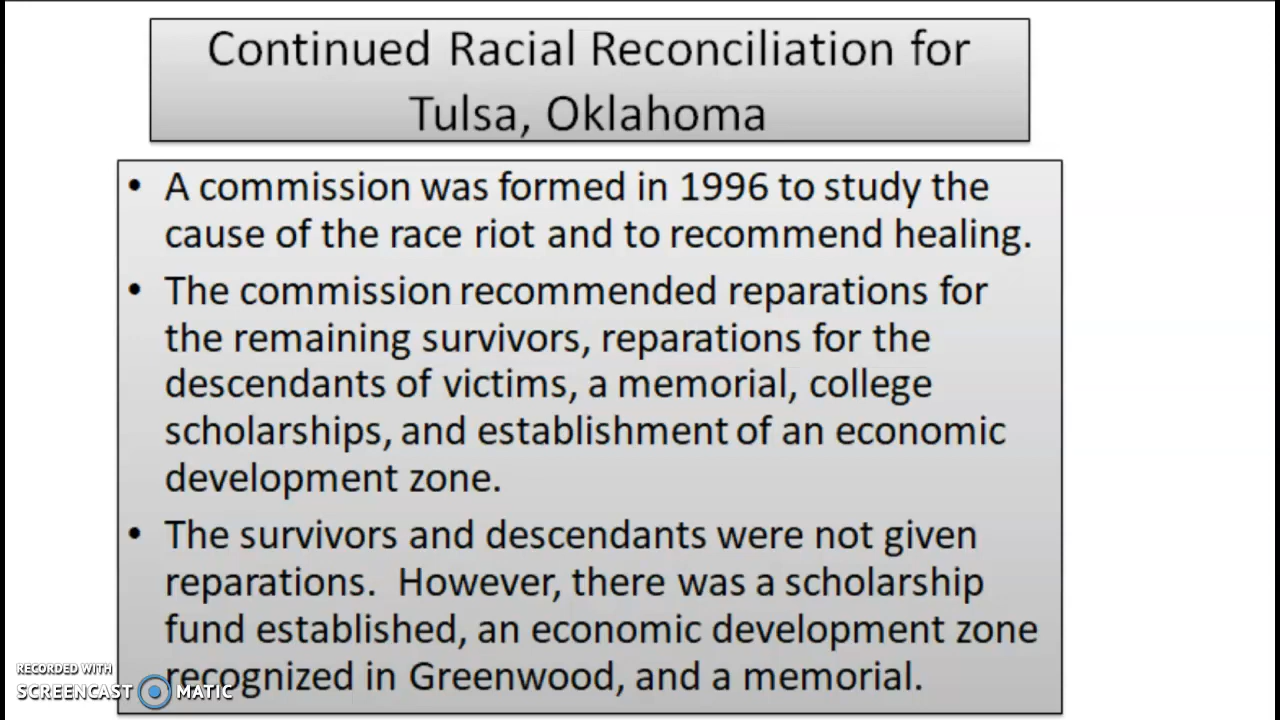 Continued Racial Reconciliation for
Tulsa, Oklahoma
• A commission was formed in 1996 to study the
cause of the race riot and to recommend healing.
• The commission recommended reparations for
the remaining survivors, reparations for the
descendants of victims, a memorial, college
scholarships, and establishment of an economic
development zone.
• The survivors and descendants were not given
reparations.  However, there was a scholarship
fund established, an economic development zone
recognized in Greenwood, and a memorial.
RECORDED WITH
SCREENCAST MATIC